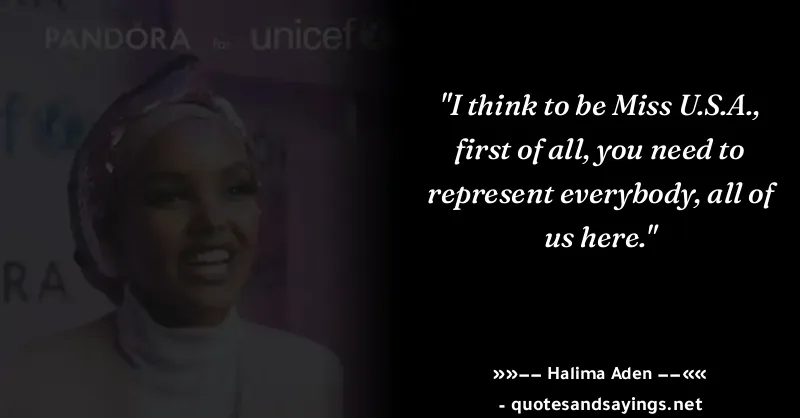 PANDÓRA for unicef
"I think to be Miss U.S.A.,
first of all, you need to
represent everybody, all of
us here."
RA
»»−− Halima Aden −−««
- quotesandsayings.net